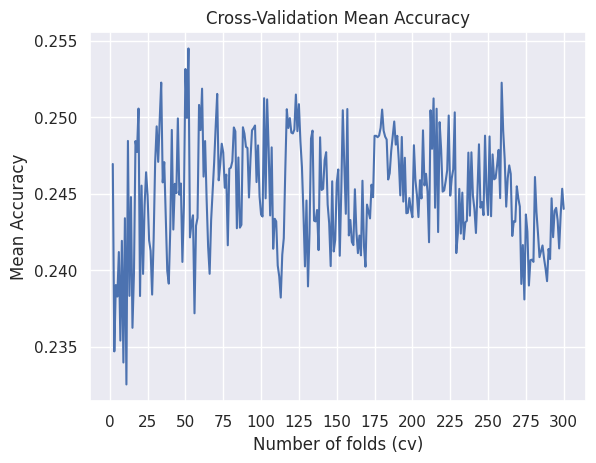 Cross-Validation Mean Accuracy
0.255
0.250
0.245
0.240
0.235
Mean Accuracy
0 25 50 75 100 125 150 175 200 225 250 275 300
Number of folds (cv)